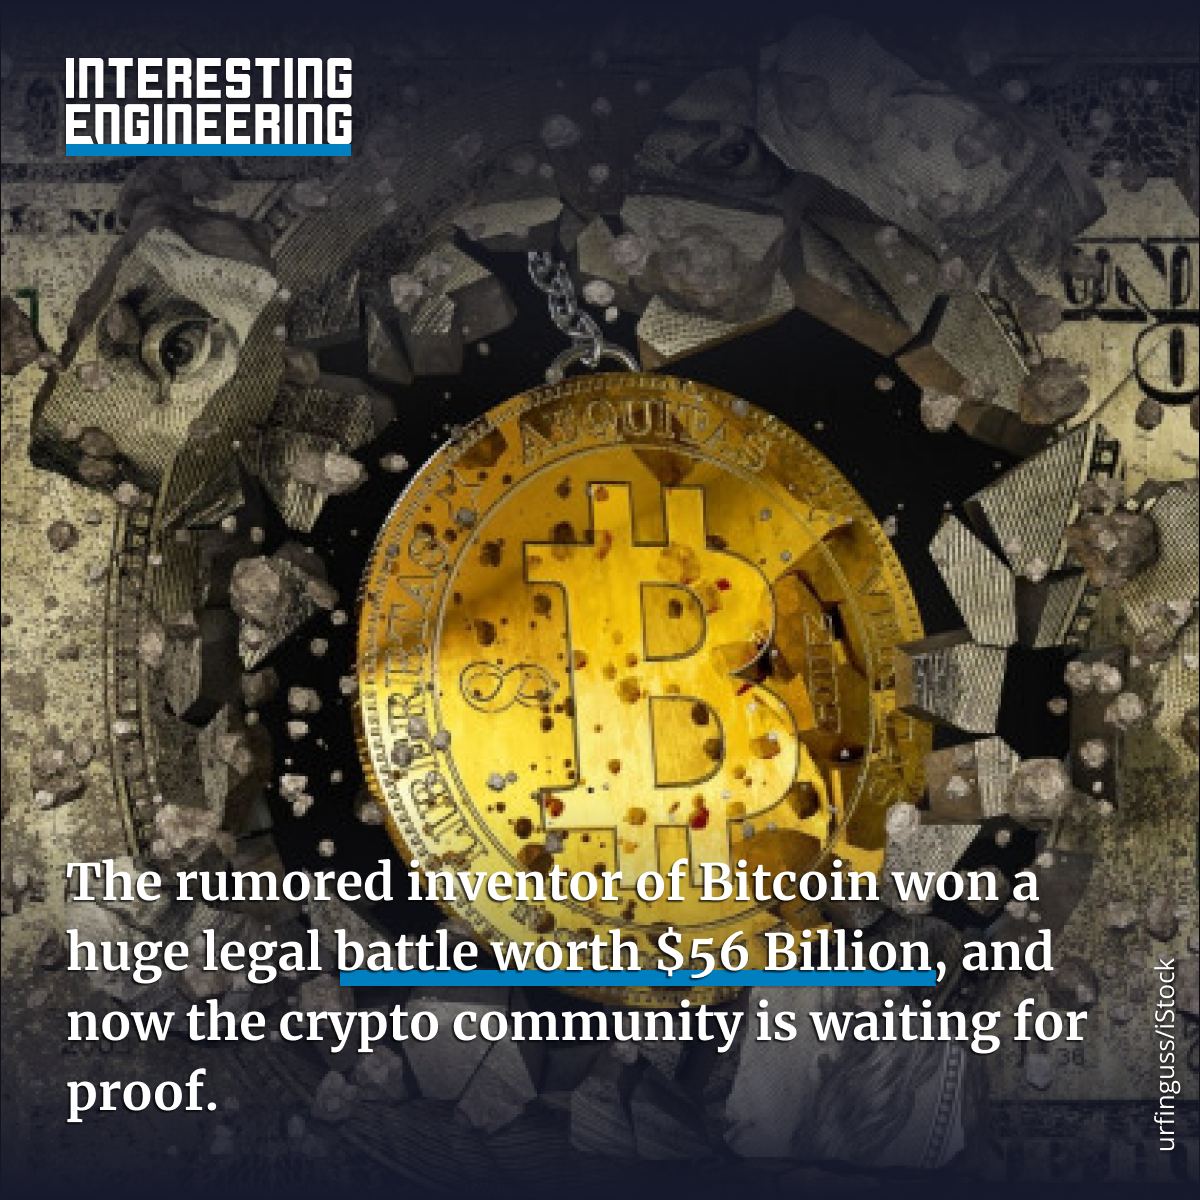 INTERESTING
ENGINEERING
The rumored inventor of Bitcoin won a
huge legal battle worth $56 Billion, and
now the crypto community is waiting for
proof.
urfinguss/iStock